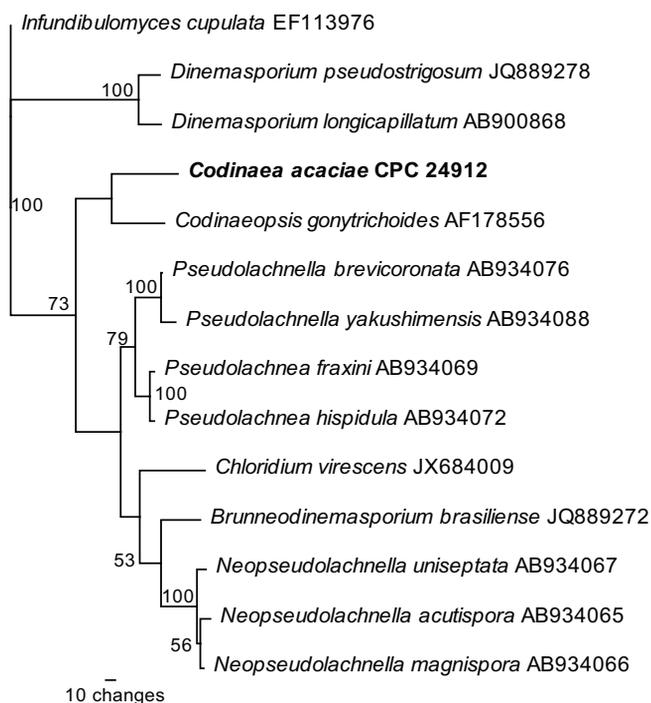 Infundibulomyces cupulata EF113976
Dinemasporium pseudostrigosum JQ889278
100
Dinemasporium longicapillatum AB900868
Codinaea acaciae CPC 24912
100
Codinaeopsis gonytrichoides AF178556
Pseudolachnella brevicoronata AB934076
100
73
Pseudolachnella yakushimensis AB934088
79
Pseudolachnea fraxini AB934069
100
Pseudolachnea hispidula AB934072
Chloridium virescens JX684009
Brunneodinemasporium brasiliense JQ889272
53
Neopseudolachnella uniseptata AB934067
100
Neopseudolachnella acutispora AB934065
56
Neopseudolachnella magnispora AB934066
10 changes